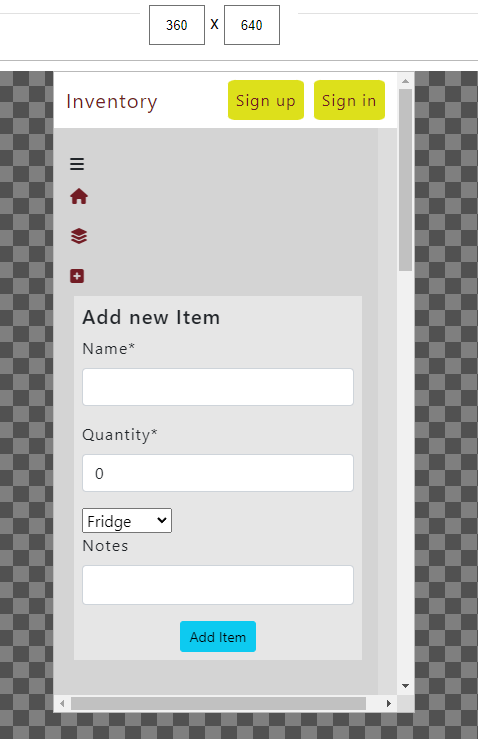 360 x 640
Inventory Sign up Sign in
Add new Item
Name*
Quantity*
0
Fridge
Notes
Add Item